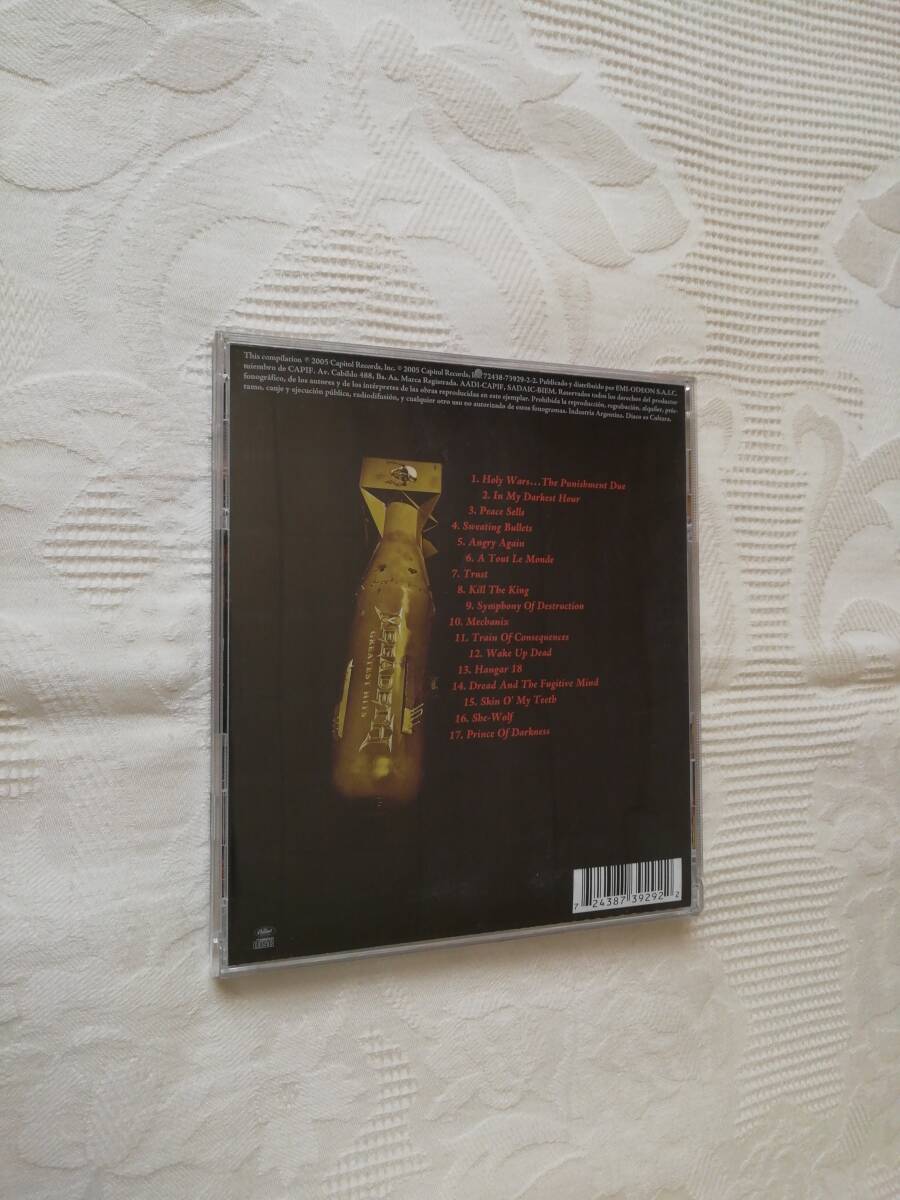 This compilation ℗ 2005 Capitol Records, Inc. © 2005 Capitol Records, 72438-73929-2-2. Publicado y distribuido por EMI-ODEON S.A.I.C.
miembro de CAPIF. Av. Cabildo 488, Bs. As. Marca Registrada. AADI-CAPIF, SADAIC-BIEM. Reservados todos los derechos del productor
fonográfico, de los autores y de los intérpretes de las obras reproducidas en este ejemplar. Prohibida la reproducción, regrabación, alquiler, prés-
tamo, canje y ejecución pública, radiodifusión, y cualquier otro uso no autorizado de estos fonogramas. Industria Argentina. Disco es Cultura.
1. Holy Wars...The Punishment Due
2. In My Darkest Hour
3. Peace Sells
4. Sweating Bullets
5. Angry Again
6. A Tout Le Monde
7. Trust
8. Kill The King
9. Symphony Of Destruction
10. Mechanix
11. Train Of Consequences
12. Wake Up Dead
13. Hangar 18
14. Dread And The Fugitive Mind
15. Skin O' My Teeth
16. She-Wolf
17. Prince Of Darkness
MEGADETH
GREATEST HITS
7 24387 39292 2